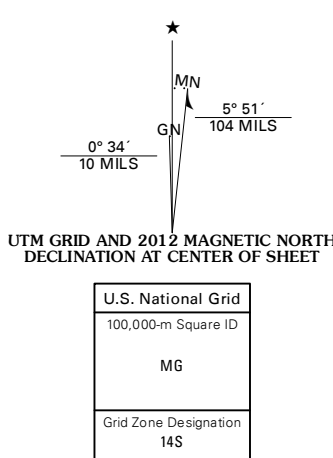 ★
MN
5° 51´
104 MILS
GN
0° 34´
10 MILS
UTM GRID AND 2012 MAGNETIC NORTH
DECLINATION AT CENTER OF SHEET
U.S. National Grid
100,000-m Square ID
MG
Grid Zone Designation
14S